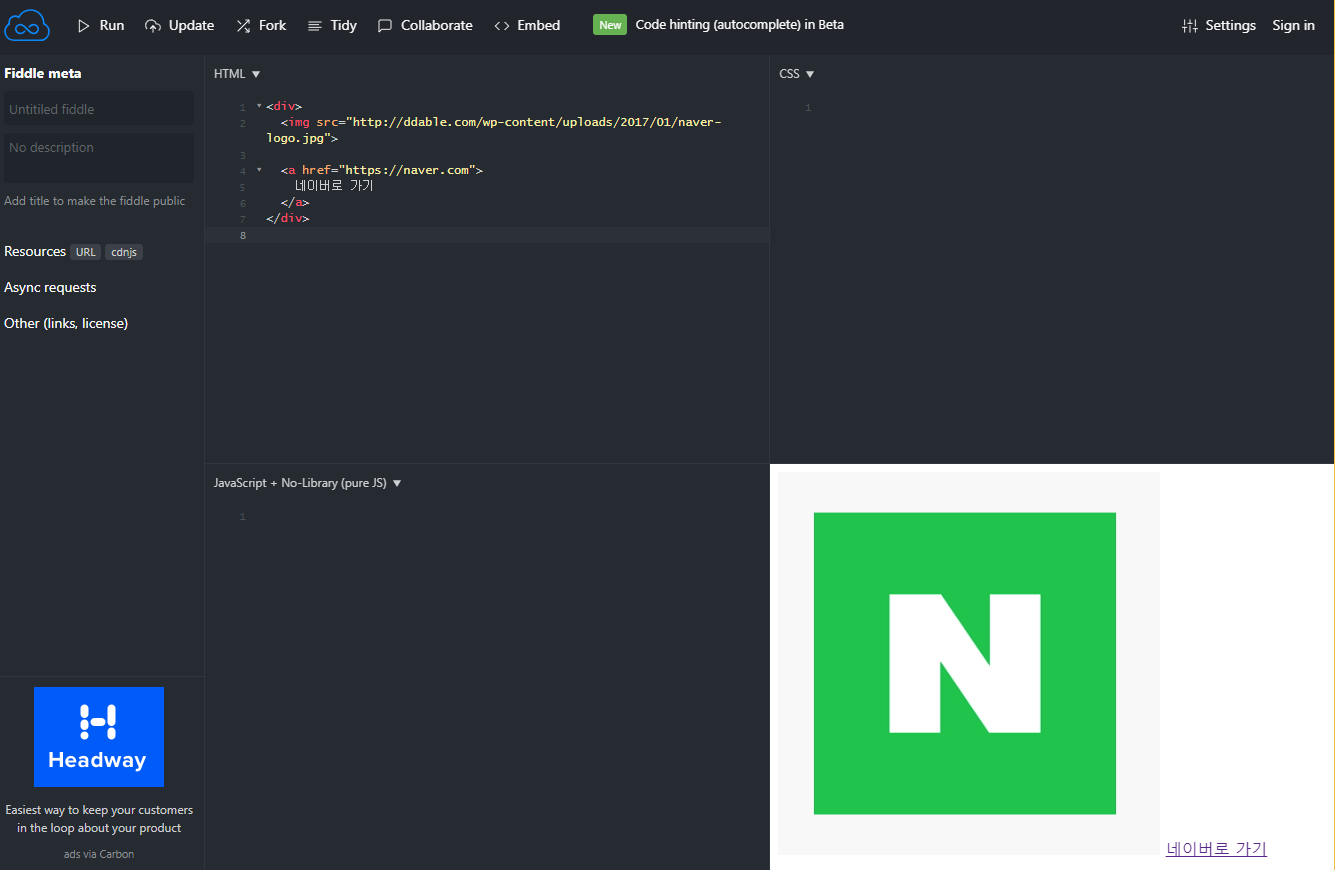 Run Update Fork Tidy Collaborate Embed New Code hinting (autocomplete) in Beta Settings Sign in
Fiddle meta
Untitiled fiddle
No description
Add title to make the fiddle public
Resources URL cdnjs
Async requests
Other (links, license)
Headway
Easiest way to keep your customers
in the loop about your product
ads via Carbon
HTML ▼
1 <div>
2 <img src="http://ddable.com/wp-content/uploads/2017/01/naver-
logo.jpg">
3
4 <a href="https://naver.com">
5 네이버로 가기
6 </a>
7 </div>
8
CSS ▼
1
JavaScript + No-Library (pure JS) ▼
1
N
네이버로 가기